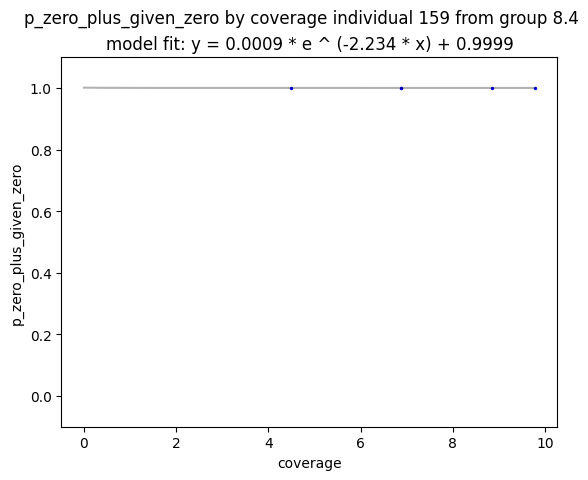 p_zero_plus_given_zero by coverage individual 159 from group 8.4
model fit: y = 0.0009 * e ^ (-2.234 * x) + 0.9999
1.0
0.8
0.6
0.4
0.2
0.0
p_zero_plus_given_zero
0 2 4 6 8 10
coverage